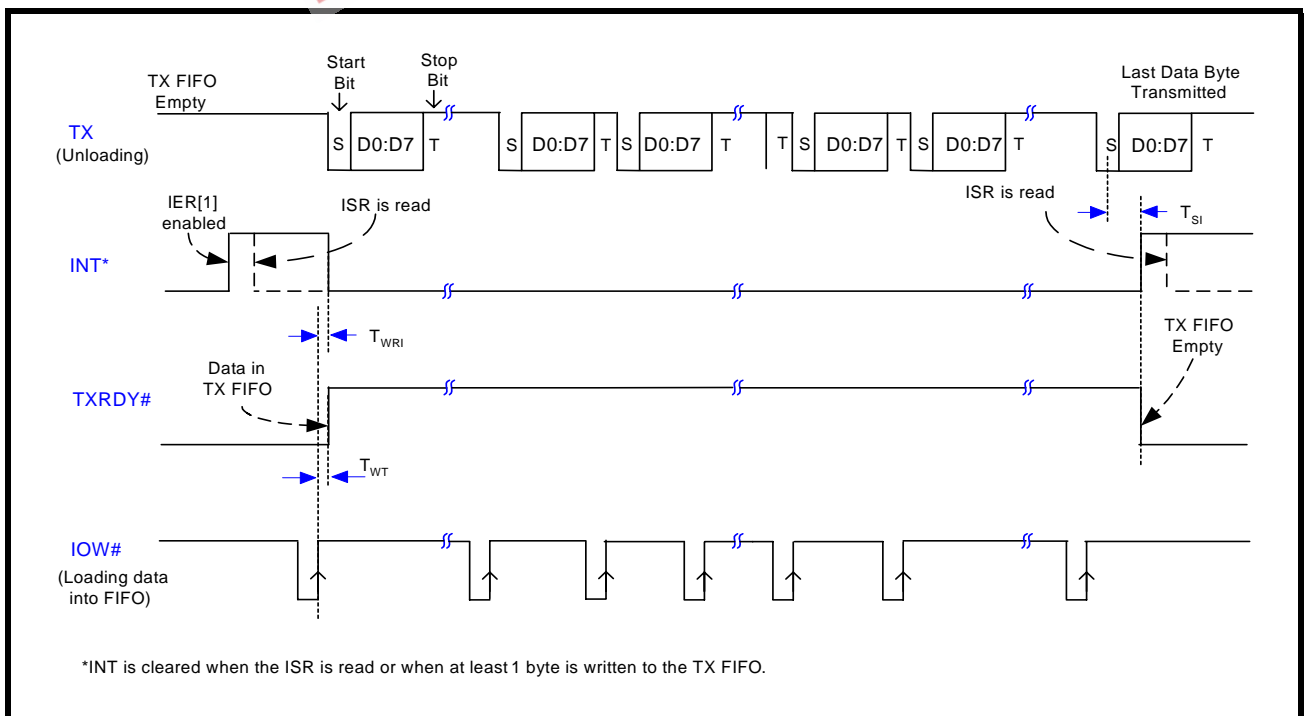 Start
Bit
Stop
Bit
TX FIFO
Empty
Last Data Byte
Transmitted
TX
(Unloading)
S D0:D7 T S D0:D7 T S D0:D7 T T S D0:D7 T S D0:D7 T S D0:D7 T
IER[1]
enabled
ISR is read
ISR is read
TSI
INT*
TWRI
TX FIFO
Empty
Data in
TX FIFO
TXRDY#
TWT
IOW#
(Loading data
into FIFO)
*INT is cleared when the ISR is read or when at least 1 byte is written to the TX FIFO.